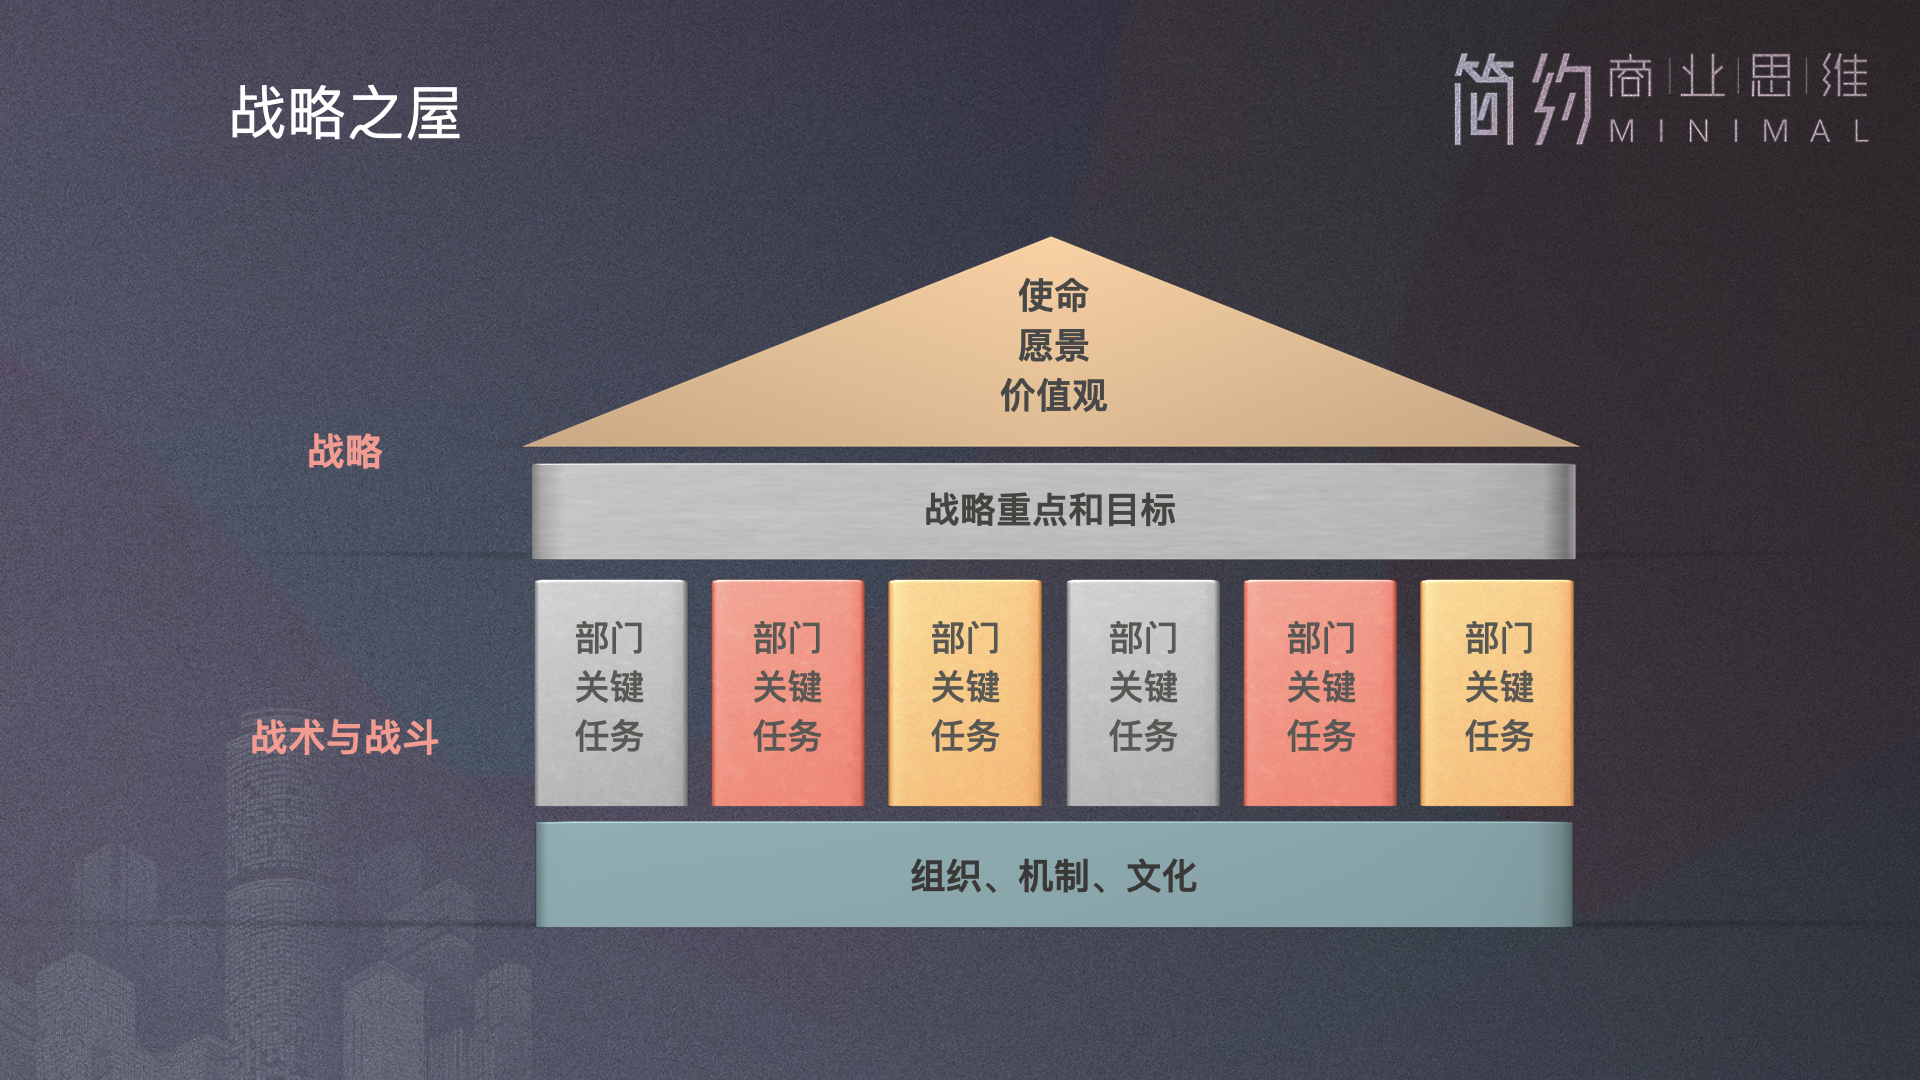 战略之屋
简约商业思维
MINIMAL
使命
愿景
价值观
战略
战略重点和目标
部门
关键
任务
部门
关键
任务
部门
关键
任务
部门
关键
任务
部门
关键
任务
部门
关键
任务
战术与战斗
组织、机制、文化